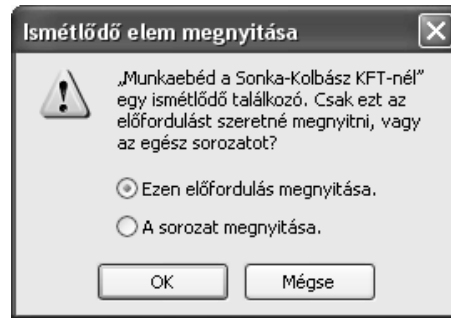 Ismétlődő elem megnyitása
„Munkaebéd a Sonka-Kolbász KFT-nél”
egy ismétlődő találkozó. Csak ezt az
előfordulást szeretné megnyitni, vagy
az egész sorozatot?
Ezen előfordulás megnyitása.
A sorozat megnyitása.
OK Mégse